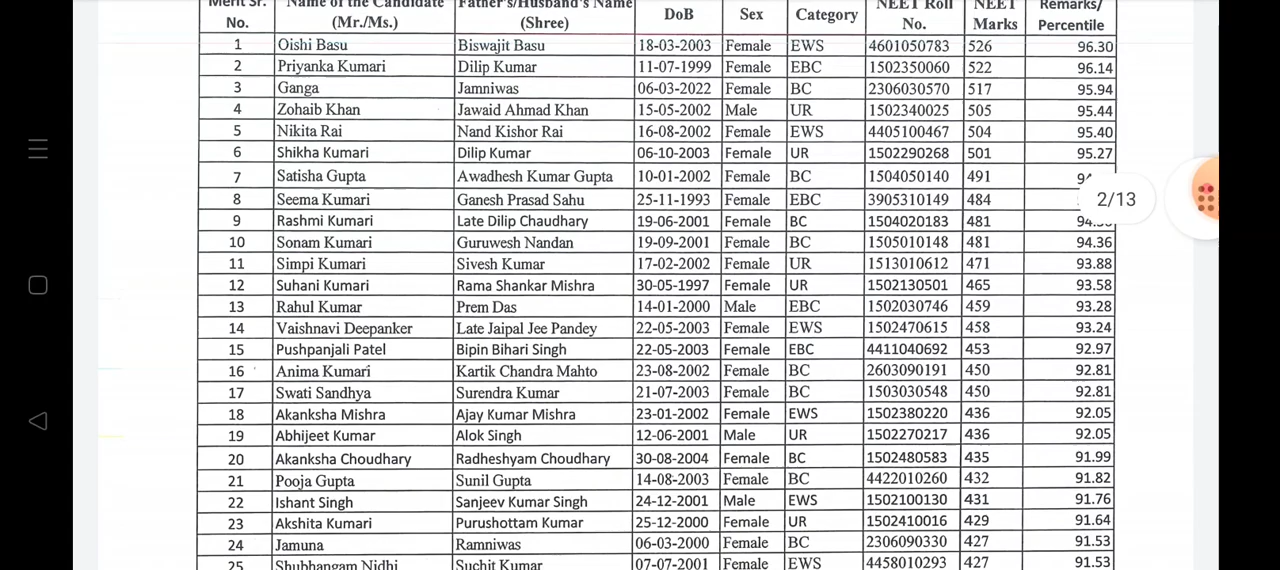 Merit Sr. No. Name of the Candidate (Mr./Ms.) Father's/Husband's Name (Shree) DoB Sex Category NEET Roll No. NEET Marks Remarks/ Percentile
1 Oishi Basu Biswajit Basu 18-03-2003 Female EWS 4601050783 526 96.30
2 Priyanka Kumari Dilip Kumar 11-07-1999 Female EBC 1502350060 522 96.14
3 Ganga Jamniwas 06-03-2022 Female BC 2306030570 517 95.94
4 Zohaib Khan Jawaid Ahmad Khan 15-05-2002 Male UR 1502340025 505 95.44
5 Nikita Rai Nand Kishor Rai 16-08-2002 Female EWS 4405100467 504 95.40
6 Shikha Kumari Dilip Kumar 06-10-2003 Female UR 1502290268 501 95.27
7 Satisha Gupta Awadhesh Kumar Gupta 10-01-2002 Female BC 1504050140 491
8 Seema Kumari Ganesh Prasad Sahu 25-11-1993 Female EBC 3905310149 484
2/13
9 Rashmi Kumari Late Dilip Chaudhary 19-06-2001 Female BC 1504020183 481
10 Sonam Kumari Guruwesh Nandan 19-09-2001 Female BC 1505010148 481 94.36
11 Simpi Kumari Sivesh Kumar 17-02-2002 Female UR 1513010612 471 93.88
12 Suhani Kumari Rama Shankar Mishra 30-05-1997 Female UR 1502130501 465 93.58
13 Rahul Kumar Prem Das 14-01-2000 Male EBC 1502030746 459 93.28
14 Vaishnavi Deepanker Late Jaipal Jee Pandey 22-05-2003 Female EWS 1502470615 458 93.24
15 Pushpanjali Patel Bipin Bihari Singh 22-05-2003 Female EBC 4411040692 453 92.97
16 Anima Kumari Kartik Chandra Mahto 23-08-2002 Female BC 2603090191 450 92.81
17 Swati Sandhya Surendra Kumar 21-07-2003 Female BC 1503030548 450 92.81
18 Akanksha Mishra Ajay Kumar Mishra 23-01-2002 Female EWS 1502380220 436 92.05
19 Abhijeet Kumar Alok Singh 12-06-2001 Male UR 1502270217 436 92.05
20 Akanksha Choudhary Radheshyam Choudhary 30-08-2004 Female BC 1502480583 435 91.99
21 Pooja Gupta Sunil Gupta 14-08-2003 Female BC 4422010260 432 91.82
22 Ishant Singh Sanjeev Kumar Singh 24-12-2001 Male EWS 1502100130 431 91.76
23 Akshita Kumari Purushottam Kumar 25-12-2000 Female UR 1502410016 429 91.64
24 Jamuna Ramniwas 06-03-2000 Female BC 2306090330 427 91.53
25 Shubhangam Nidhi Suchit Kumar 07-07-2001 Female EWS 4458010293 427 91.53